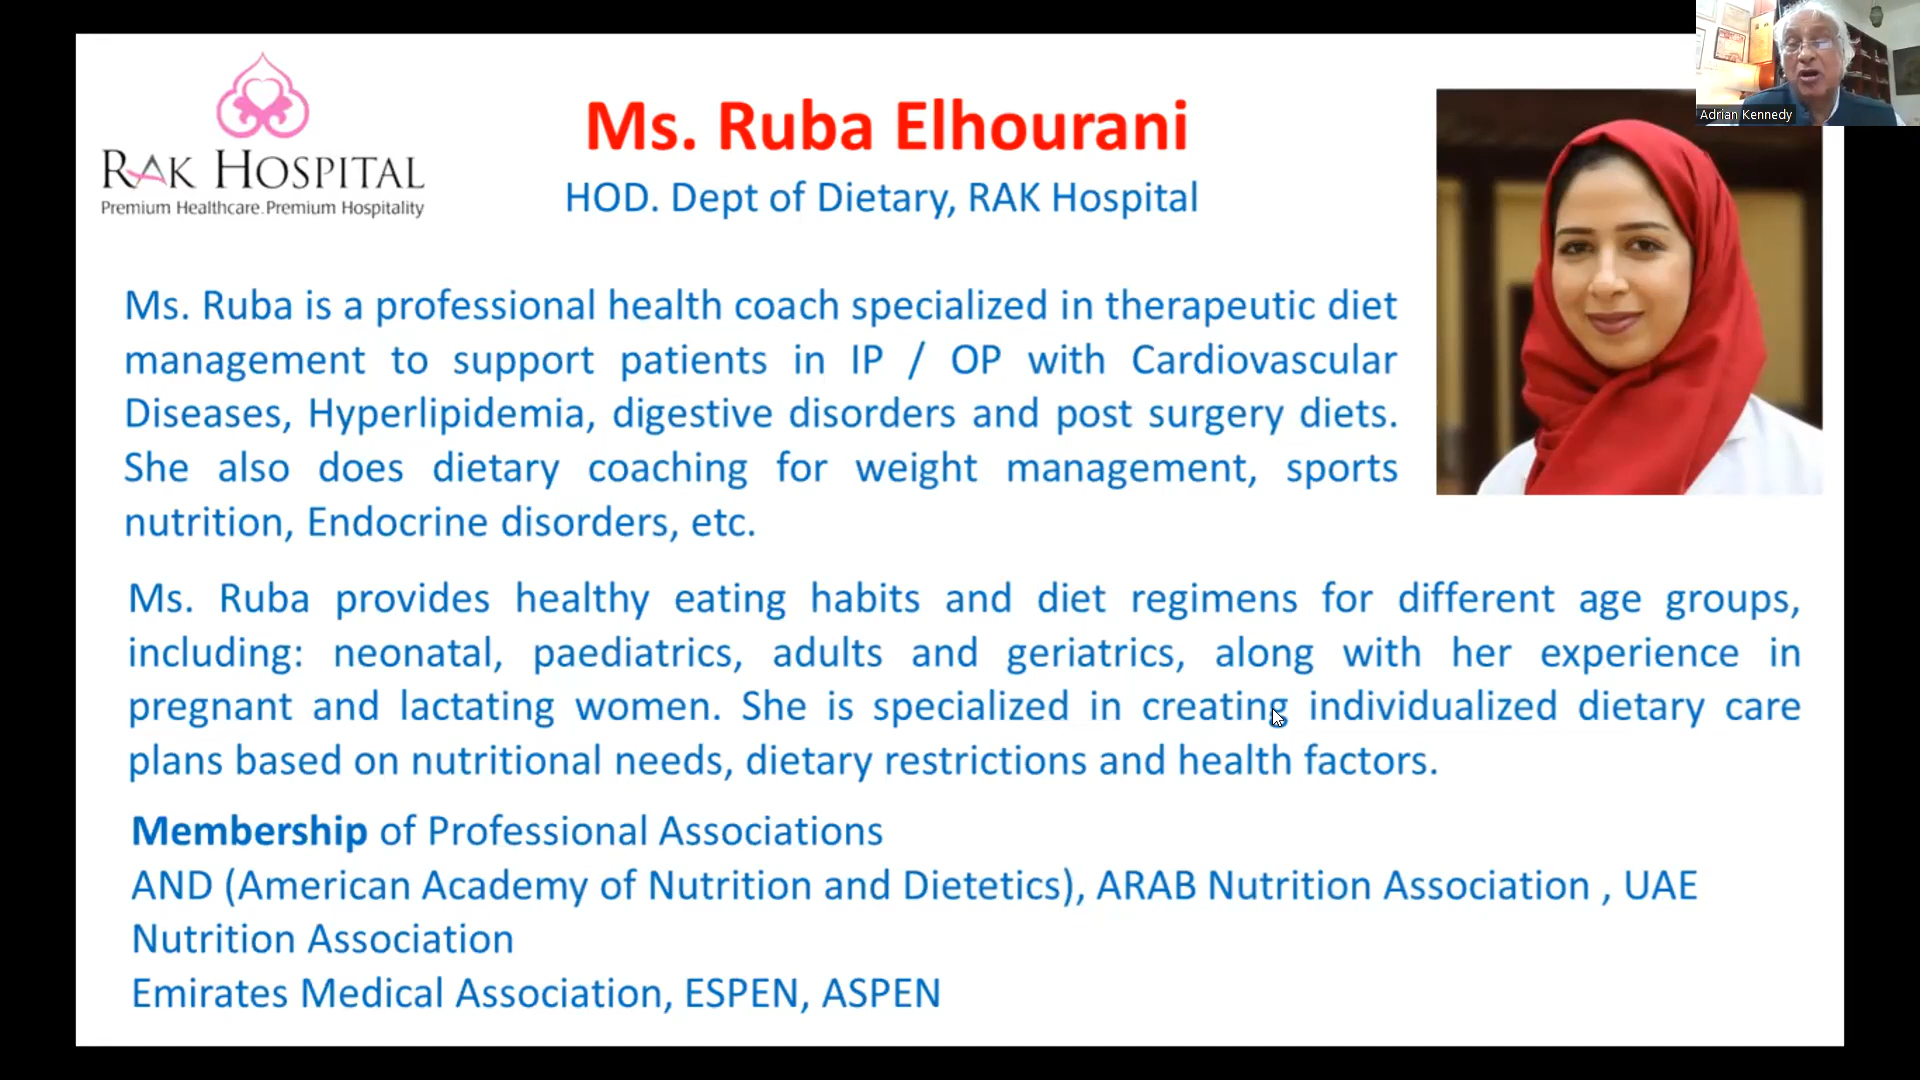 Adrian Kennedy
RAK HOSPITAL
Premium Healthcare. Premium Hospitality
Ms. Ruba Elhourani
HOD. Dept of Dietary, RAK Hospital
Ms. Ruba is a professional health coach specialized in therapeutic diet
management to support patients in IP / OP with Cardiovascular
Diseases, Hyperlipidemia, digestive disorders and post surgery diets.
She also does dietary coaching for weight management, sports
nutrition, Endocrine disorders, etc.
Ms. Ruba provides healthy eating habits and diet regimens for different age groups,
including: neonatal, paediatrics, adults and geriatrics, along with her experience in
pregnant and lactating women. She is specialized in creating individualized dietary care
plans based on nutritional needs, dietary restrictions and health factors.
Membership of Professional Associations
AND (American Academy of Nutrition and Dietetics), ARAB Nutrition Association , UAE
Nutrition Association
Emirates Medical Association, ESPEN, ASPEN